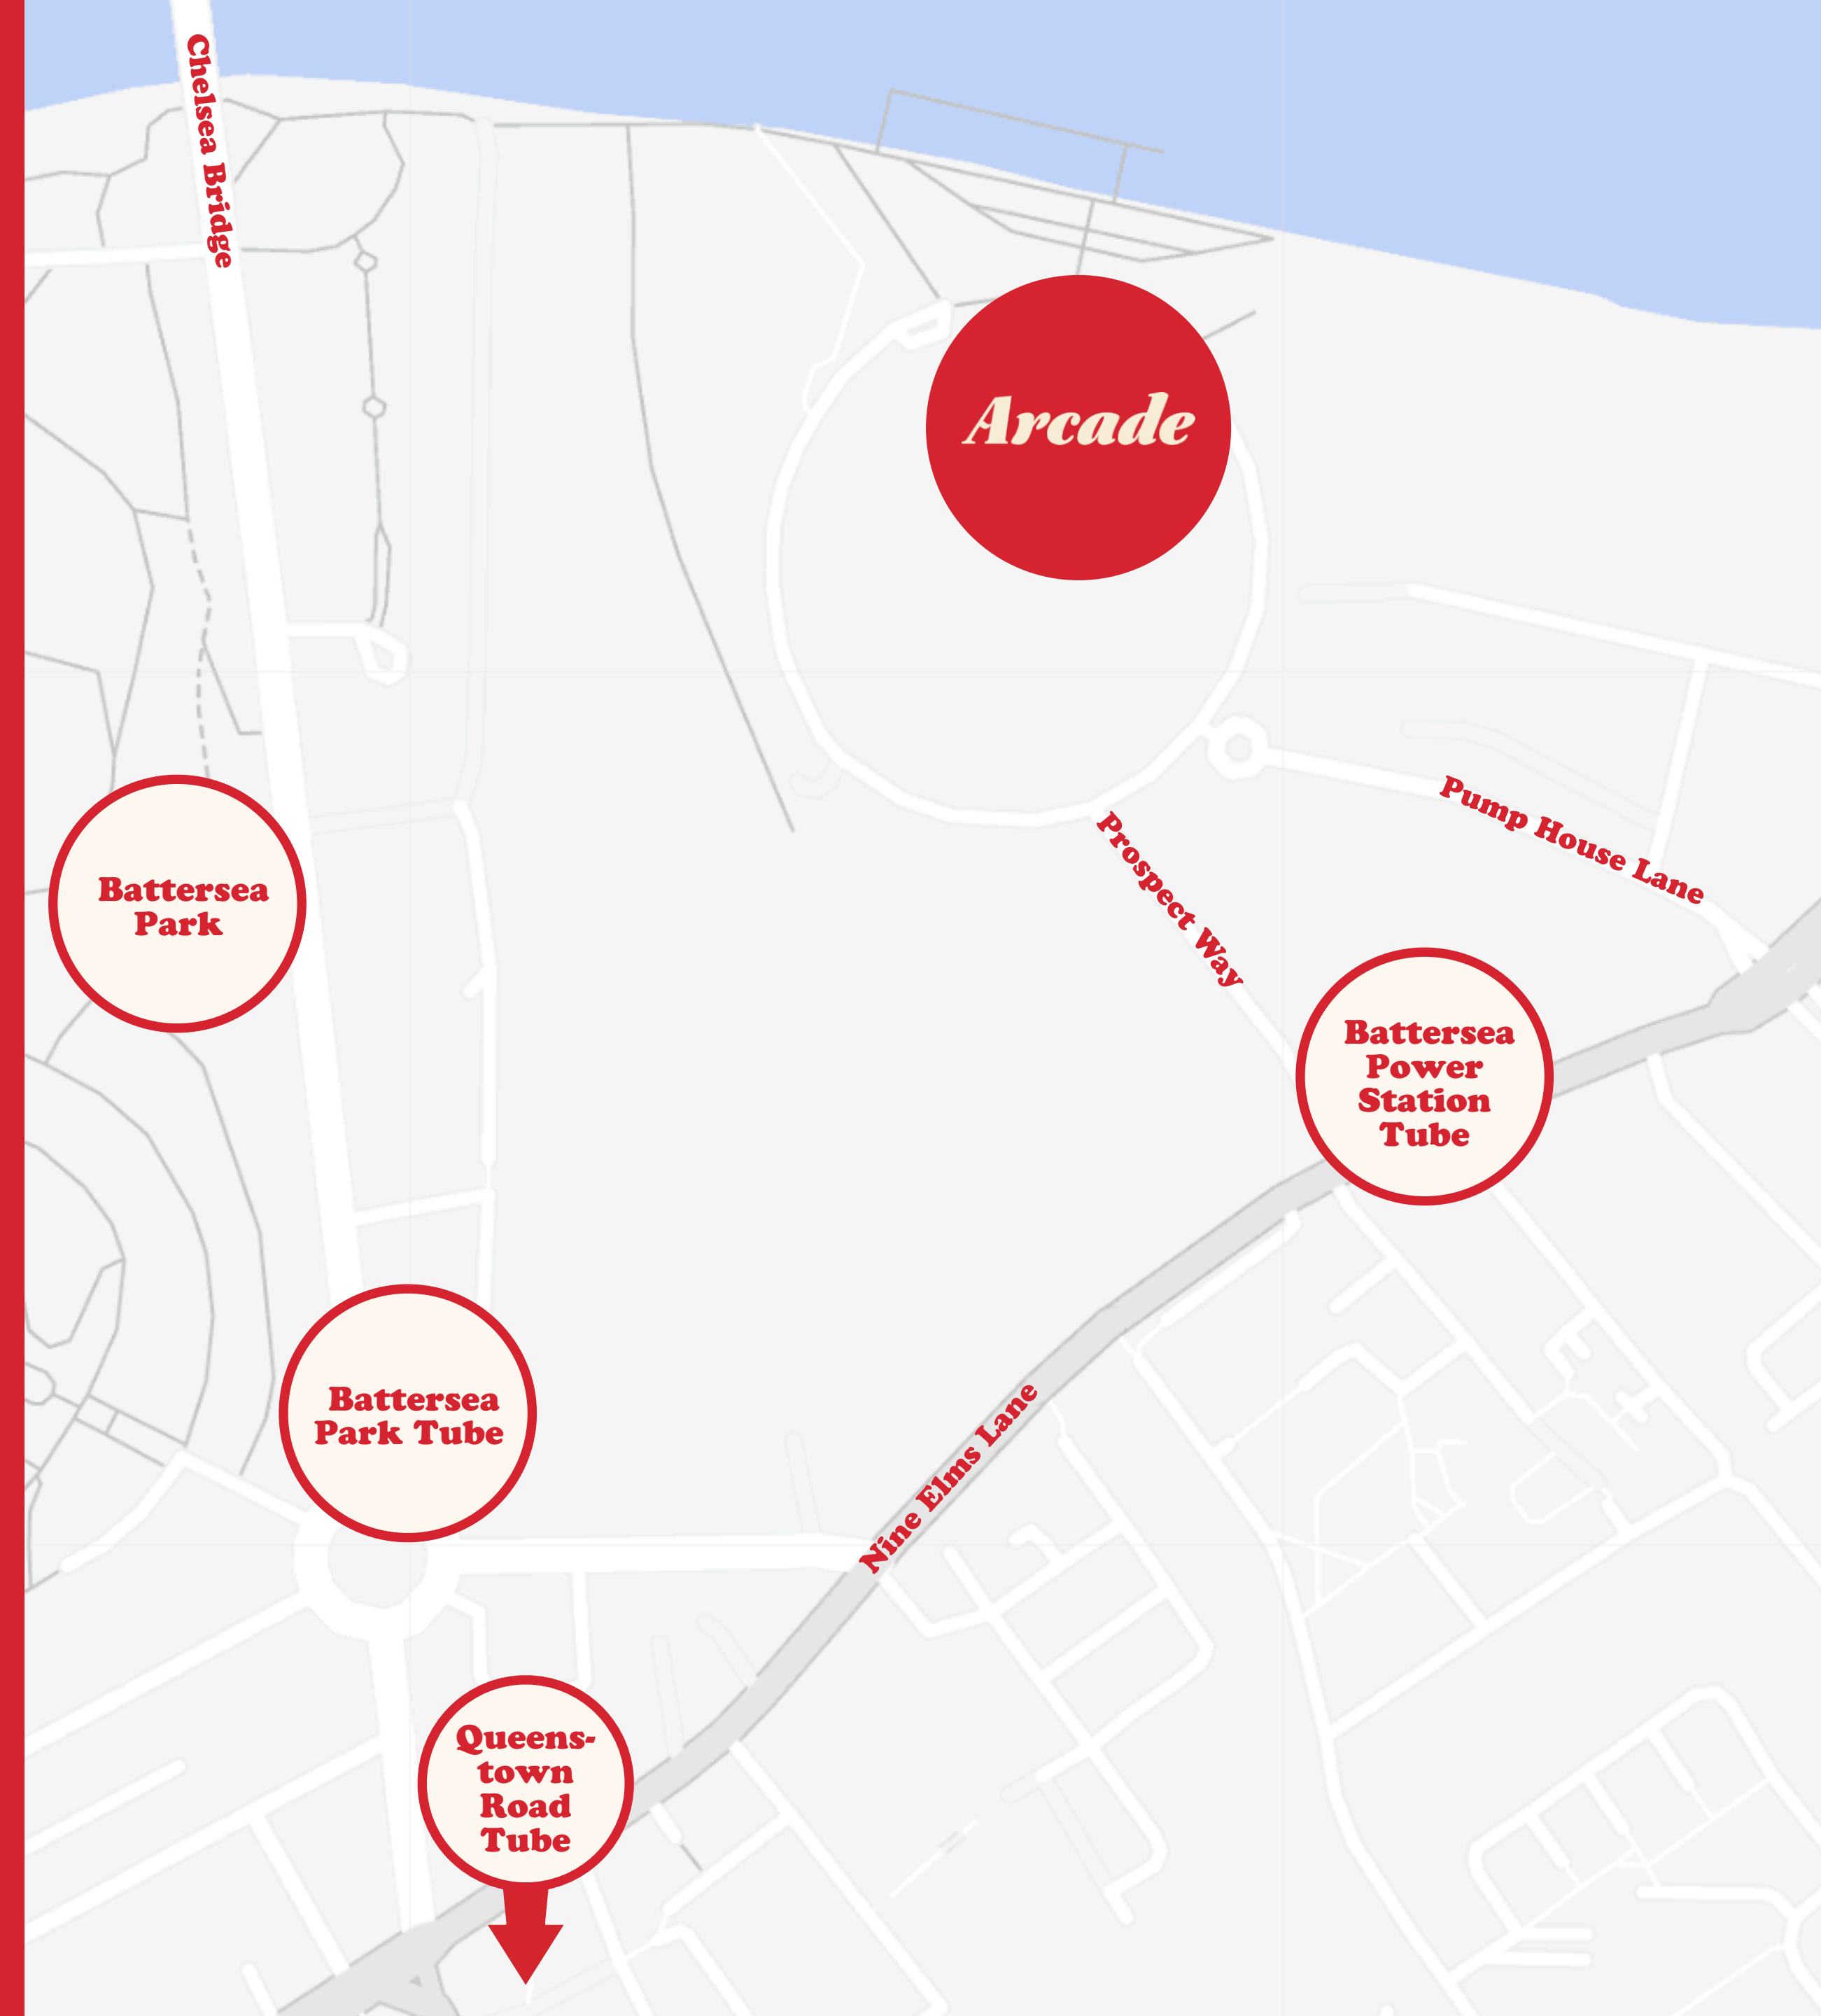 Chelsea Bridge
Arcade
Pump House Lane
Prospect Way
Battersea
Park
Battersea
Power
Station
Tube
Battersea
Park Tube
Nine Elms Lane
Queens-
town
Road
Tube